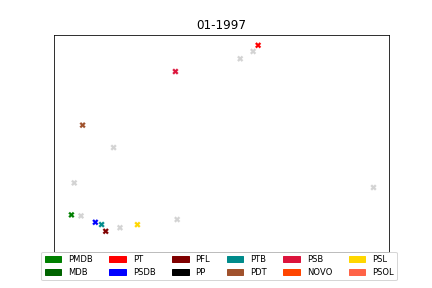 01-1997
PMDB PT PFL PTB PSB PSL
MDB PSDB PP PDT NOVO PSOL